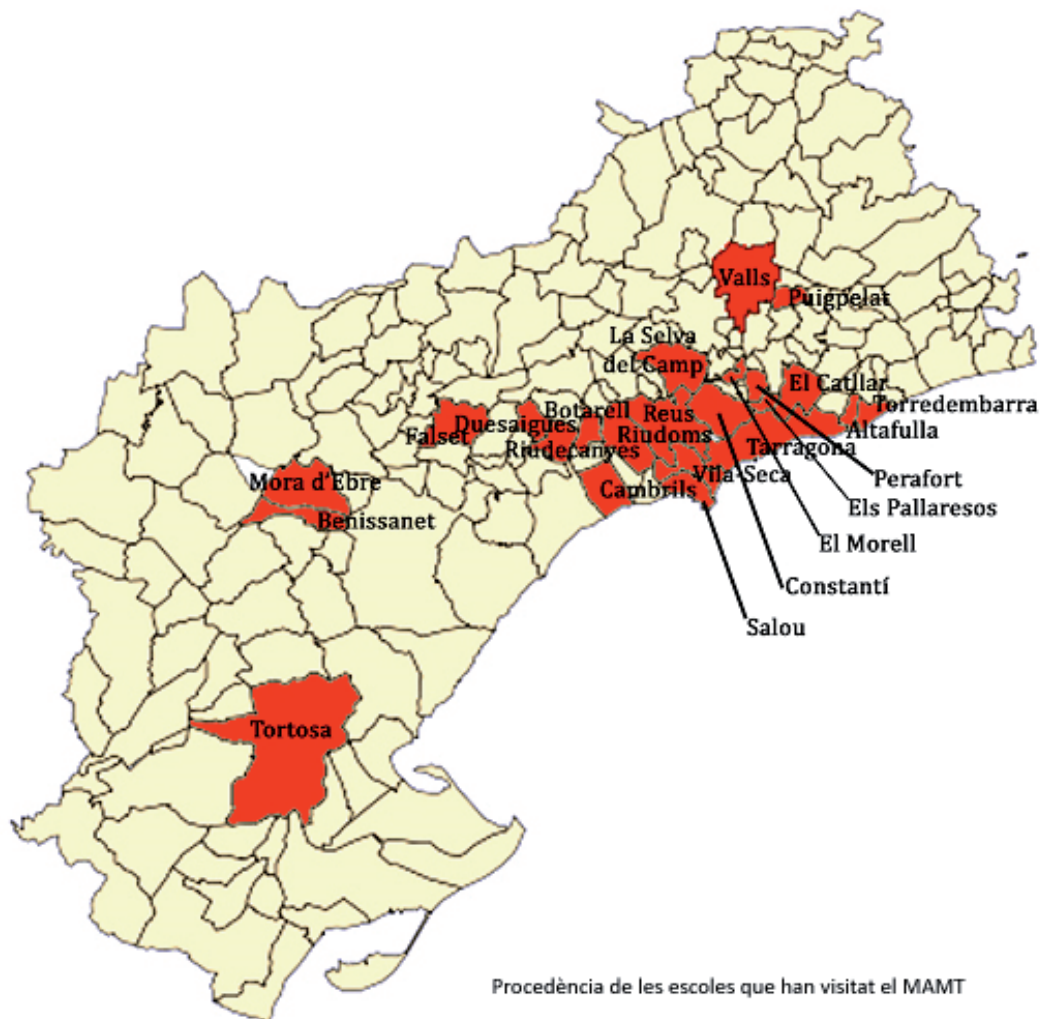 Valls
Puigpelat
La Selva
del Camp
El Catllar
Torredembarra
Altafulla
Botarell
Reus
Duesaigues
Falset
Riudoms
Riudecanyes
Tarragona
Vila-Seca
Perafort
Mora d'Ebre
Cambrils
Els Pallaresos
Benissanet
El Morell
Constantí
Salou
Tortosa
Procedència de les escoles que han visitat el MAMT